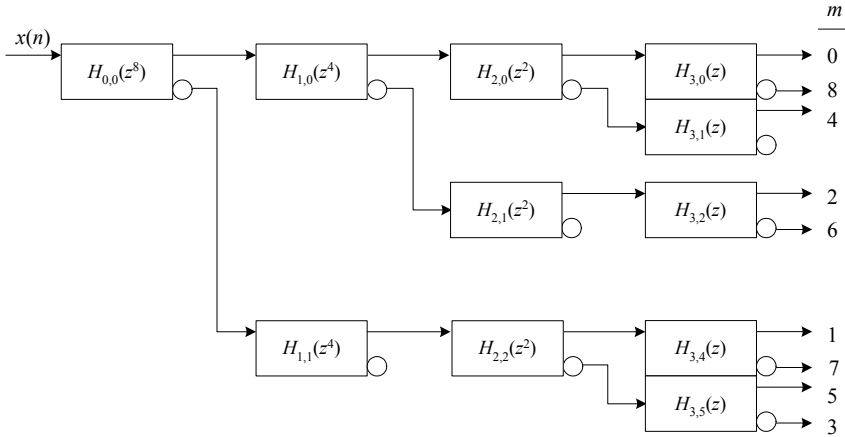 m
x(n)
H0,0(z⁸) H1,0(z⁴) H2,0(z²) H3,0(z) 0
8
H3,1(z) 4
H2,1(z²) H3,2(z) 2
6
H1,1(z⁴) H2,2(z²) H3,4(z) 1
7
H3,5(z) 5
3